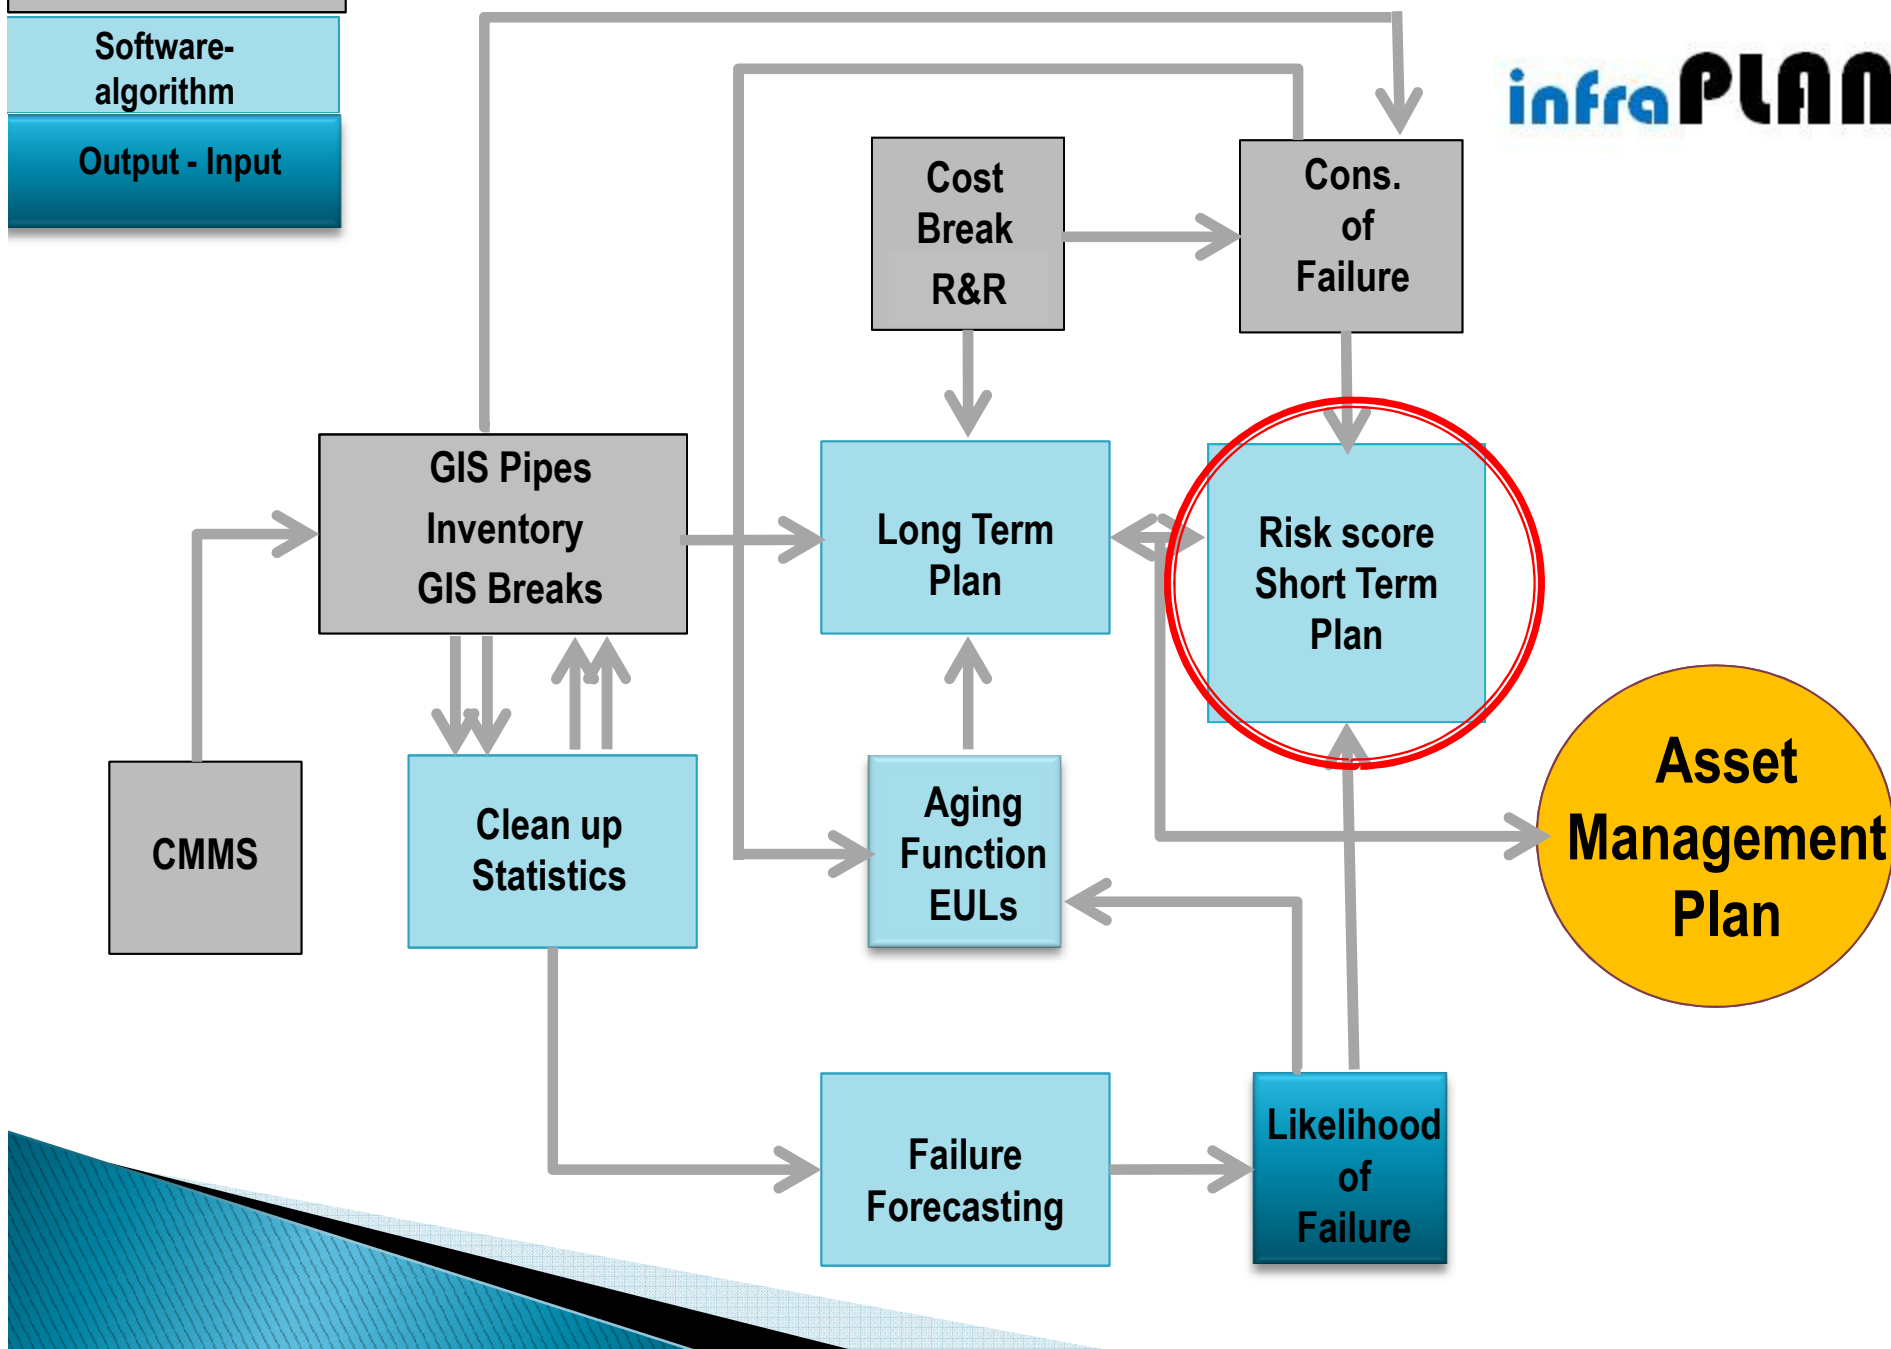 Software-
algorithm
Output - Input
infraPLAN
Cost
Break
R&R
Cons.
of
Failure
GIS Pipes
Inventory
GIS Breaks
Long Term
Plan
Risk score
Short Term
Plan
CMMS
Clean up
Statistics
Aging
Function
EULs
Asset
Management
Plan
Failure
Forecasting
Likelihood
of
Failure